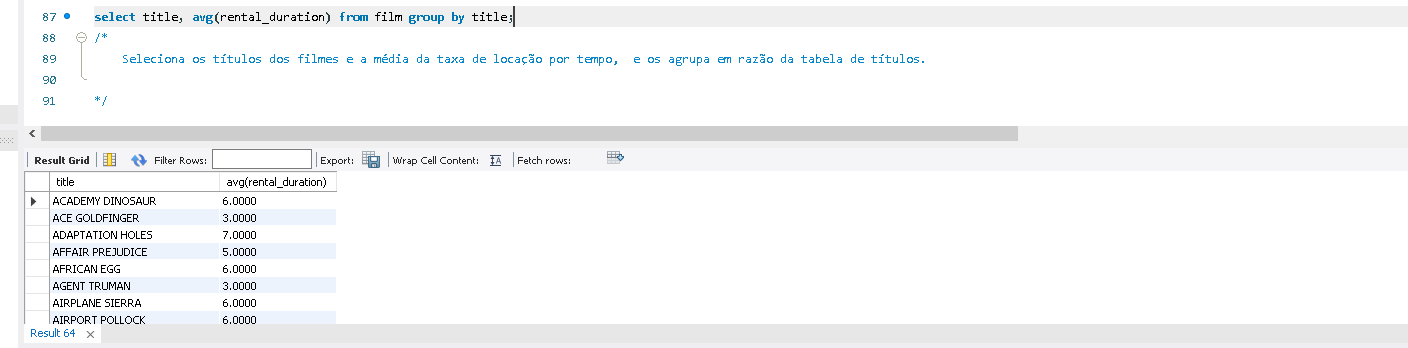 87 select title, avg(rental_duration) from film group by title;
88 /*
89 Seleciona os títulos dos filmes e a média da taxa de locação por tempo, e os agrupa em razão da tabela de títulos.
90
91 */
Result Grid Filter Rows: Export: Wrap Cell Content: Fetch rows:
title avg(rental_duration)
ACADEMY DINOSAUR 6.0000
ACE GOLDFINGER 3.0000
ADAPTATION HOLES 7.0000
AFFAIR PREJUDICE 5.0000
AFRICAN EGG 6.0000
AGENT TRUMAN 3.0000
AIRPLANE SIERRA 6.0000
AIRPORT POLLOCK 6.0000
Result 64